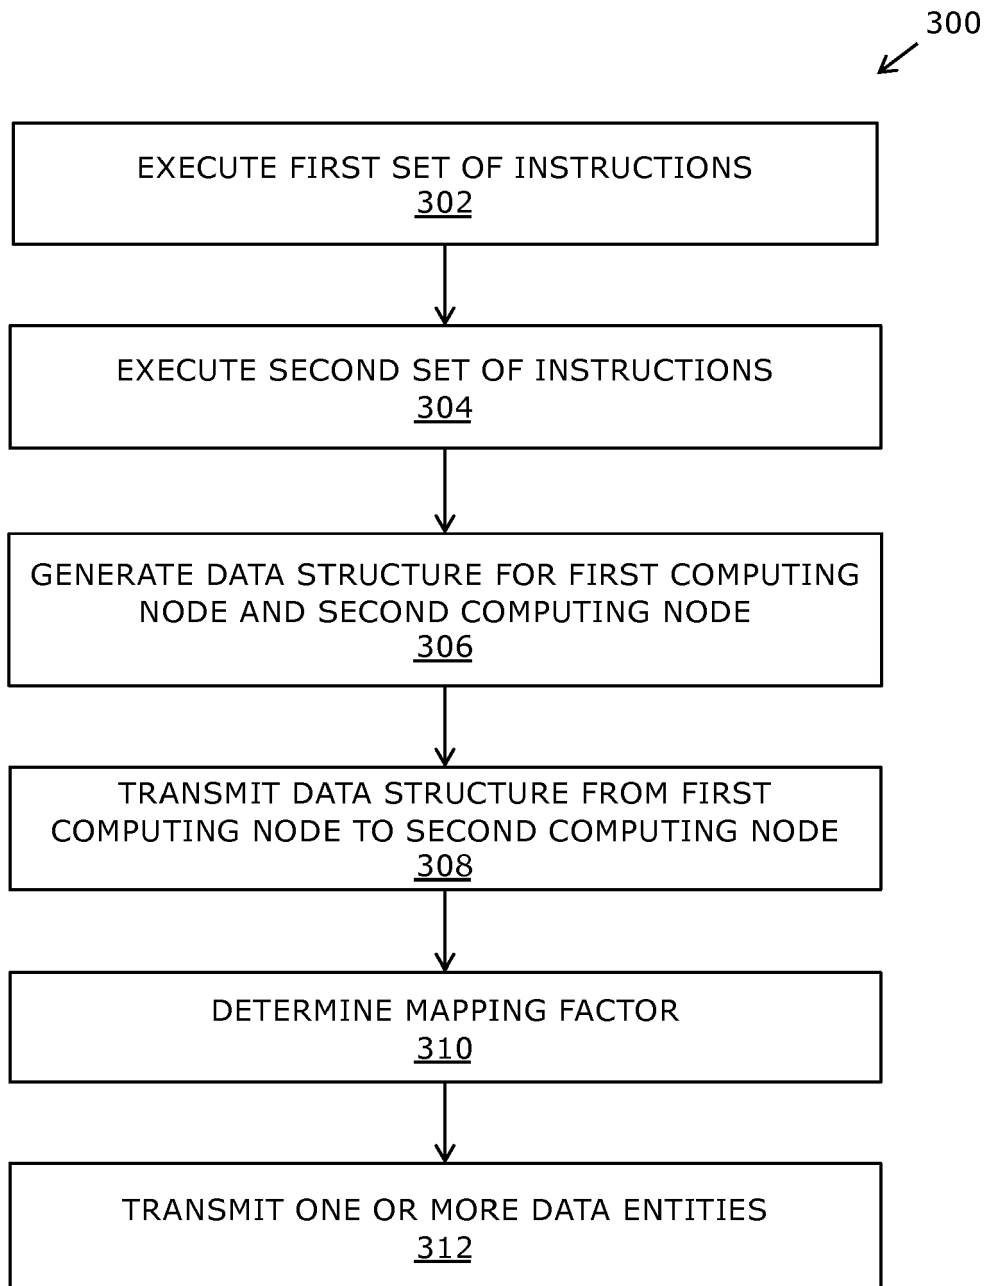 300
EXECUTE FIRST SET OF INSTRUCTIONS
302
EXECUTE SECOND SET OF INSTRUCTIONS
304
GENERATE DATA STRUCTURE FOR FIRST COMPUTING
NODE AND SECOND COMPUTING NODE
306
TRANSMIT DATA STRUCTURE FROM FIRST
COMPUTING NODE TO SECOND COMPUTING NODE
308
DETERMINE MAPPING FACTOR
310
TRANSMIT ONE OR MORE DATA ENTITIES
312